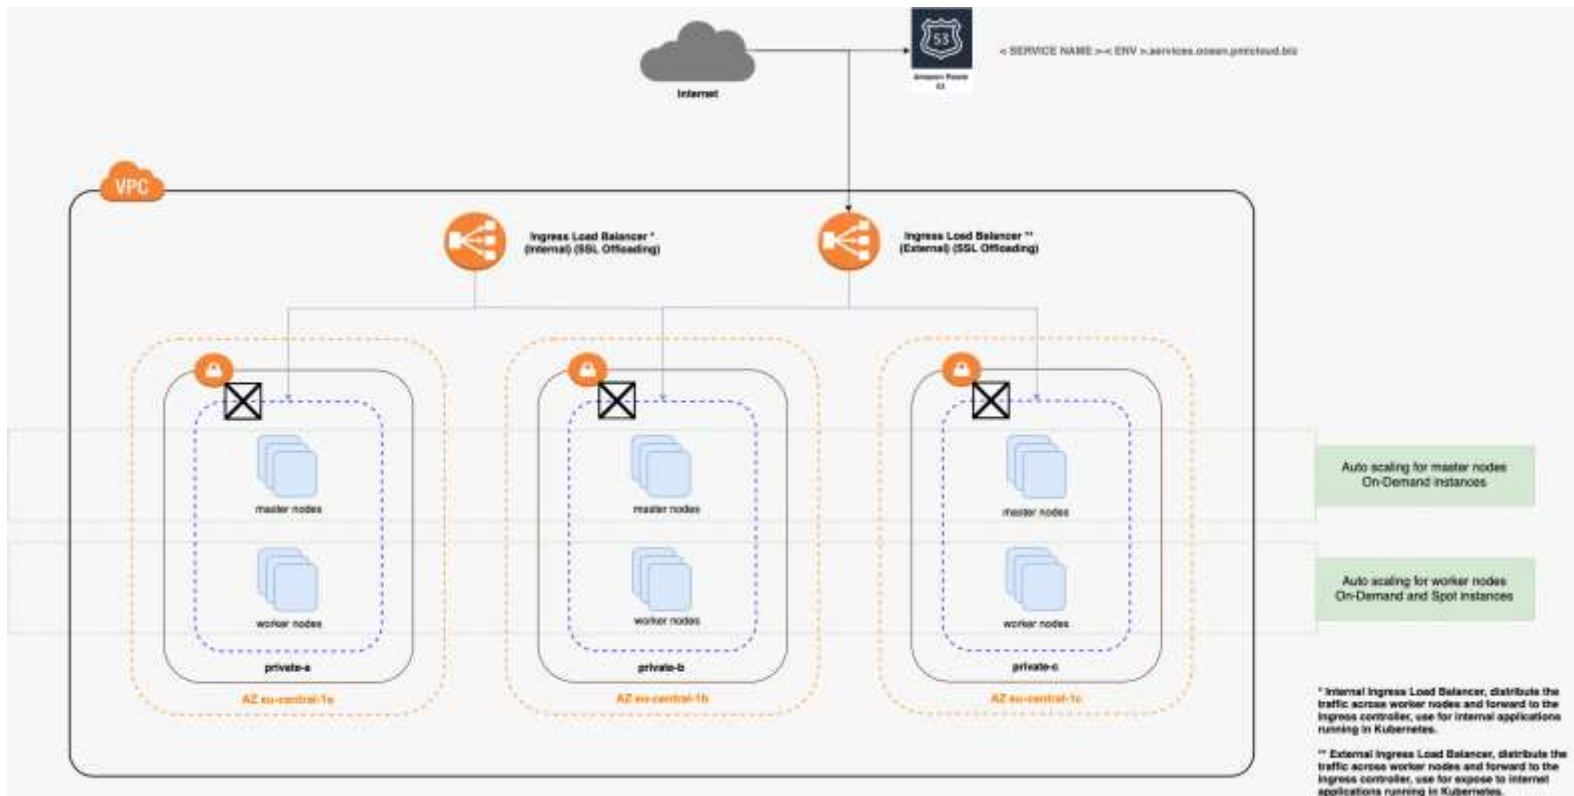 53
Amazon Route
53
< SERVICE NAME >-< ENV >.services.ocean.pmicloud.biz
Internet
VPC
Ingress Load Balancer *
(Internal) (SSL Offloading)
Ingress Load Balancer **
(External) (SSL Offloading)
master nodes
master nodes
master nodes
Auto scaling for master nodes
On-Demand instances
worker nodes
worker nodes
worker nodes
Auto scaling for worker nodes
On-Demand and Spot instances
private-a
private-b
private-c
AZ eu-central-1a
AZ eu-central-1b
AZ eu-central-1c
* Internal Ingress Load Balancer, distribute the
traffic across worker nodes and forward to the
ingress controller, use for internal applications
running in Kubernetes.
** External Ingress Load Balancer, distribute the
traffic across worker nodes and forward to the
ingress controller, use for expose to internet
applications running in Kubernetes.